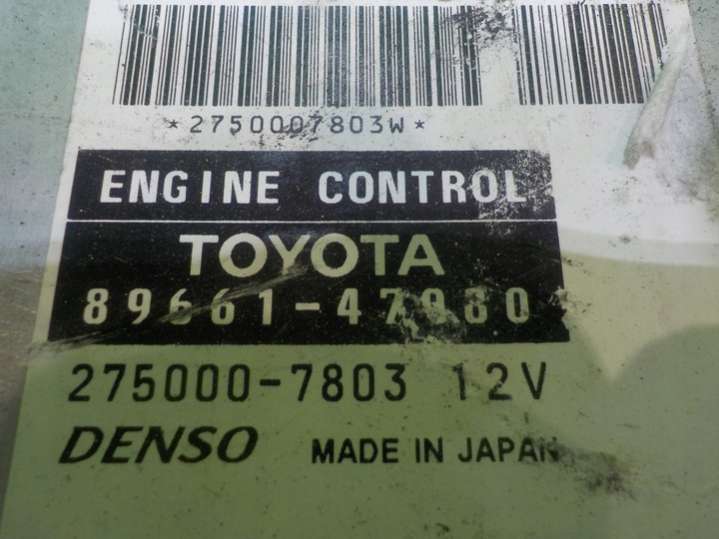 *2750007803W*
ENGINE CONTROL
TOYOTA
89661-47080
275000-7803 12V
DENSO MADE IN JAPAN